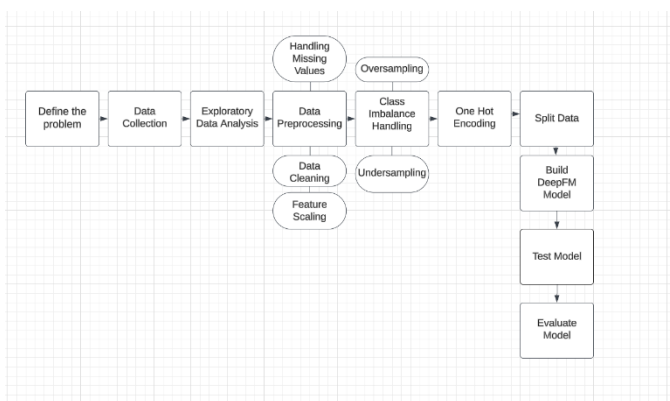 Handling
Missing
Values
Oversampling
Define the
problem
Data
Collection
Exploratory
Data Analysis
Data
Preprocessing
Class
Imbalance
Handling
One Hot
Encoding
Split Data
Data
Cleaning
Undersampling
Feature
Scaling
Build
DeepFM
Model
Test Model
Evaluate
Model